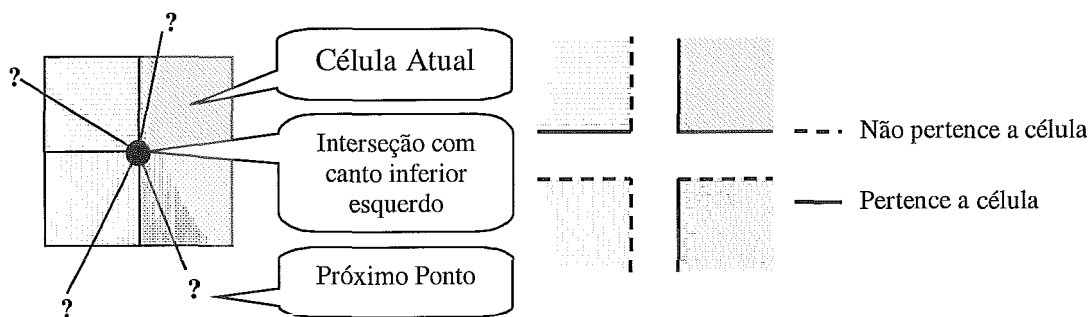 ?
?
Célula Atual
Interseção com
canto inferior
esquerdo
Não pertence a célula
Pertence a célula
?
?
Próximo Ponto